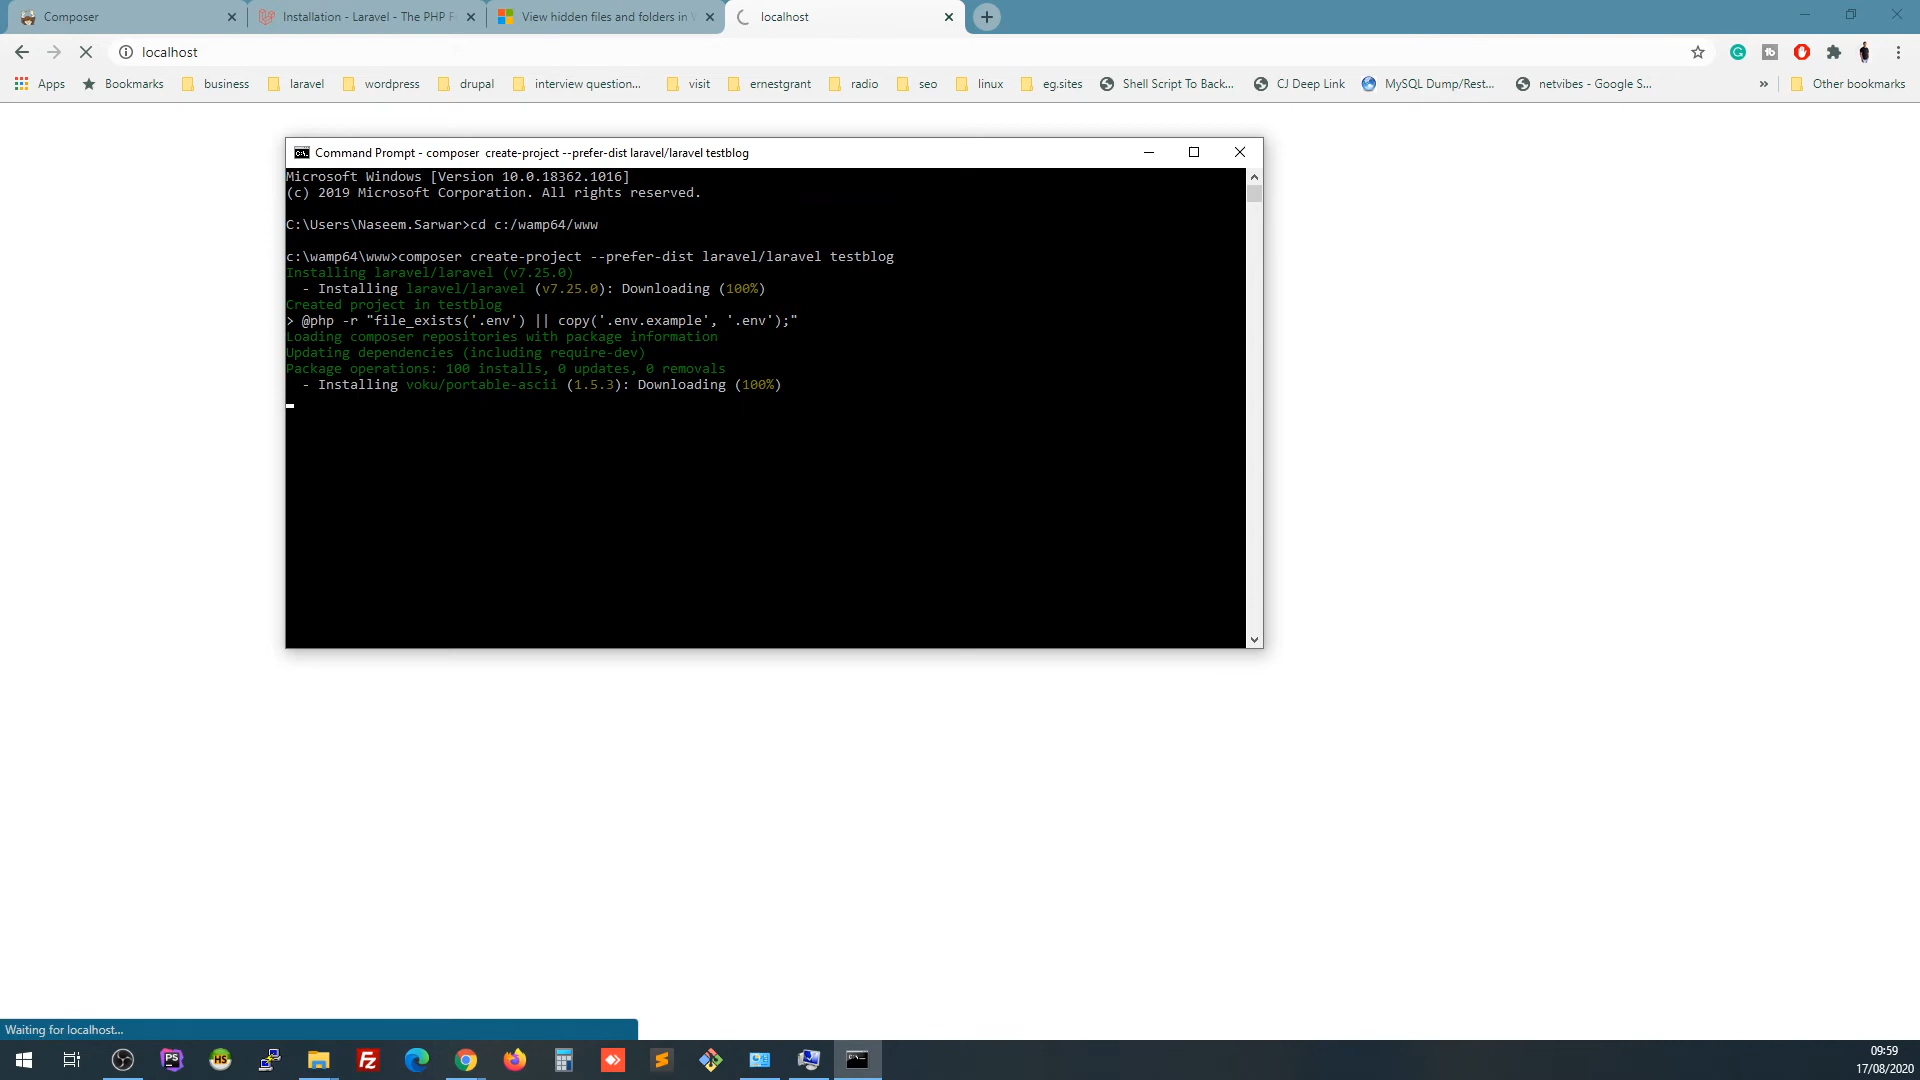 Composer
Installation - Laravel - The PHP F
View hidden files and folders in
localhost
localhost
Apps
Bookmarks
business
laravel
wordpress
drupal
interview question...
visit
ernestgrant
radio
seo
linux
eg.sites
Shell Script To Back...
CJ Deep Link
MySQL Dump/Rest...
netvibes - Google S...
»
Other bookmarks
Command Prompt - composer  create-project --prefer-dist laravel/laravel testblog
Microsoft Windows [Version 10.0.18362.1016]
(c) 2019 Microsoft Corporation. All rights reserved.
C:\Users\Naseem.Sarwar>cd c:/wamp64/www
c:\wamp64\www>composer create-project --prefer-dist laravel/laravel testblog
Installing laravel/laravel (v7.25.0)
  - Installing laravel/laravel (v7.25.0): Downloading (100%)
Created project in testblog
> @php -r "file_exists('.env') || copy('.env.example', '.env');"
Loading composer repositories with package information
Updating dependencies (including require-dev)
Package operations: 100 installs, 0 updates, 0 removals
  - Installing voku/portable-ascii (1.5.3): Downloading (100%)
Waiting for localhost...
PS
HS
FZ
09:59
17/08/2020